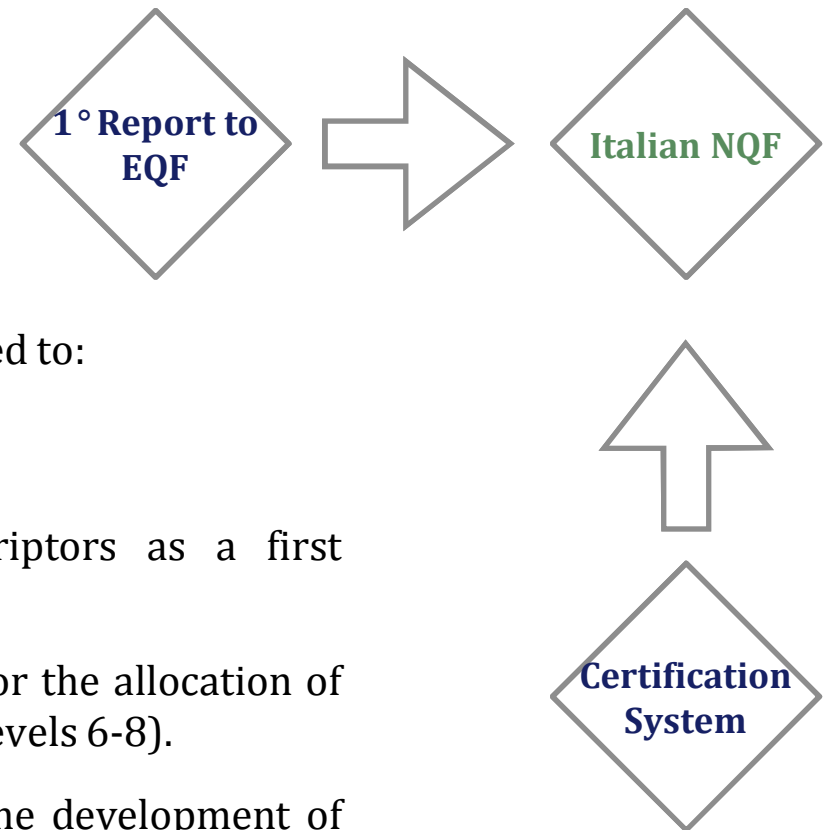 1° Report to
EQF
Italian NQF
ed to:
riptors as a first
or the allocation of
evels 6-8).
he development of
Certification
System